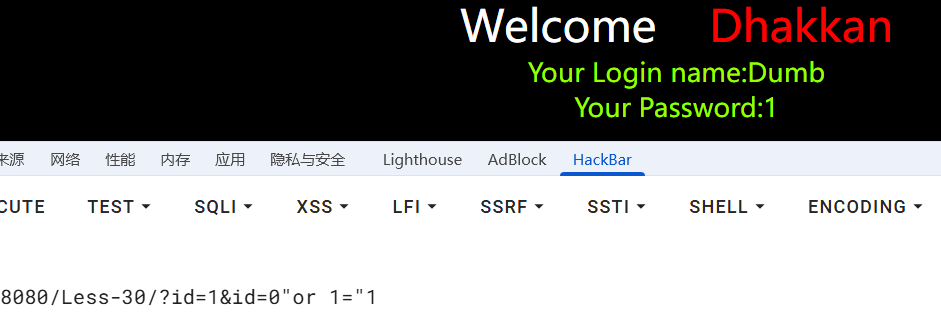 Welcome Dhakkan
Your Login name:Dumb
Your Password:1
来源 网络 性能 内存 应用 隐私与安全 Lighthouse AdBlock HackBar
CUTE TEST SQLI XSS LFI SSRF SSTI SHELL ENCODING
8080/Less-30/?id=1&id=0"or 1="1